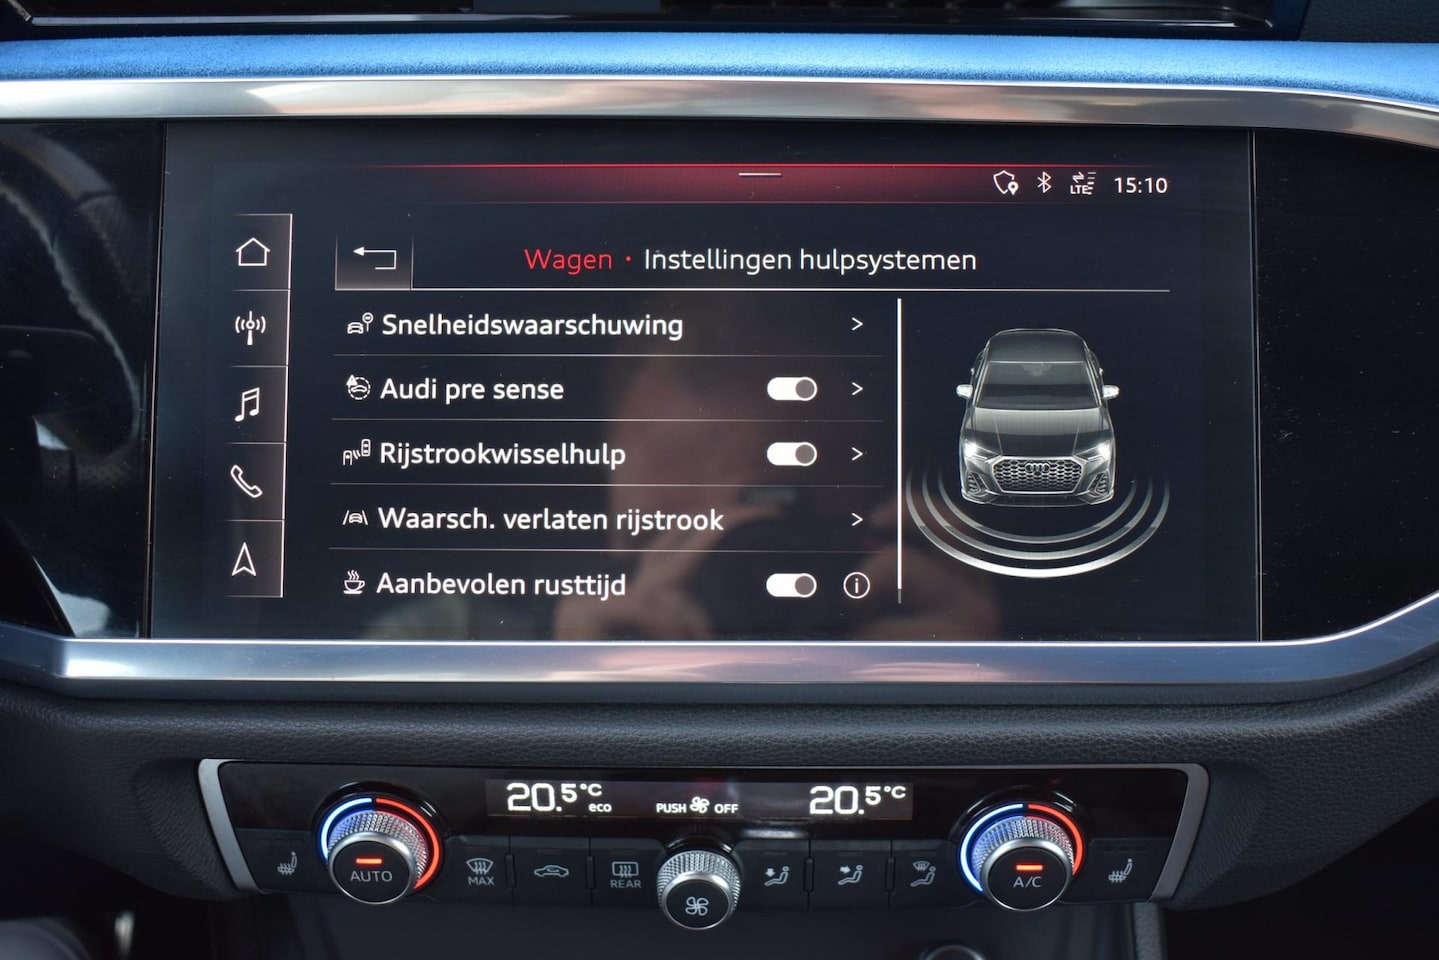 LTE 15:10
Wagen • Instellingen hulpsystemen
Snelheidswaarschuwing >
Audi pre sense >
Rijstrookwisselhulp >
Waarsch. verlaten rijstrook >
Aanbevolen rusttijd i
20.5°C eco PUSH OFF 20.5°C
AUTO MAX REAR A/C